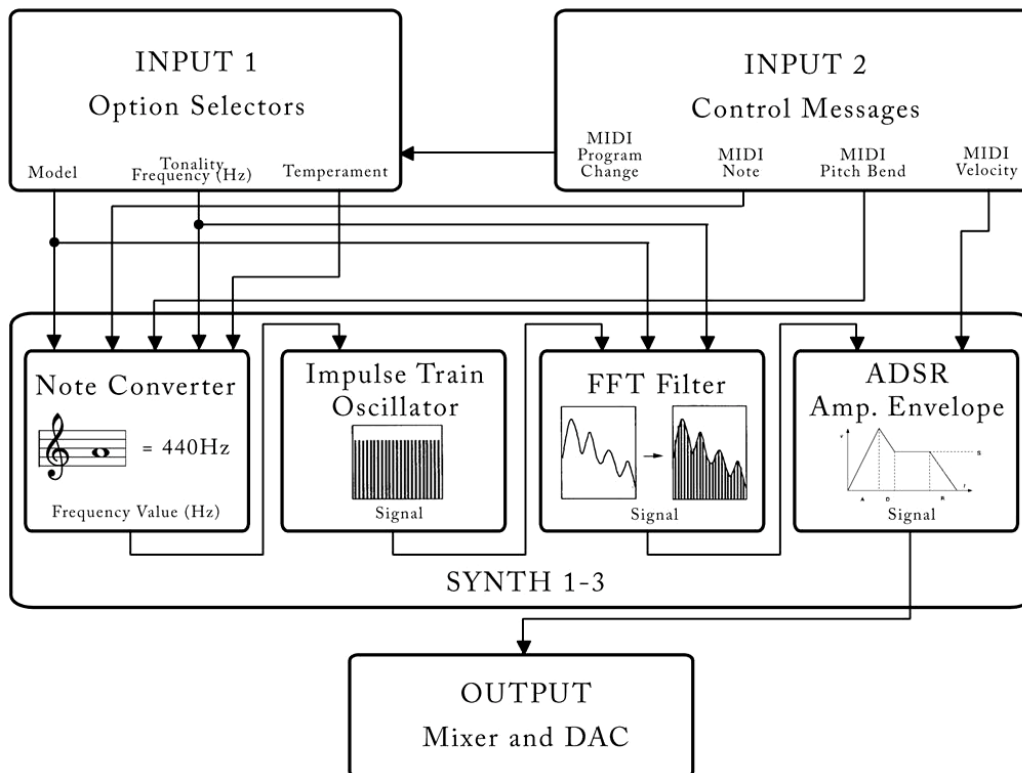 INPUT 1
Option Selectors
Model
Tonality
Frequency (Hz)
Temperament
INPUT 2
Control Messages
MIDI
Program
Change
MIDI
Note
MIDI
Pitch Bend
MIDI
Velocity
Note Converter
= 440Hz
Frequency Value (Hz)
Impulse Train
Oscillator
Signal
FFT Filter
Signal
ADSR
Amp. Envelope
v
S
t
A D R
Signal
SYNTH 1-3
OUTPUT
Mixer and DAC